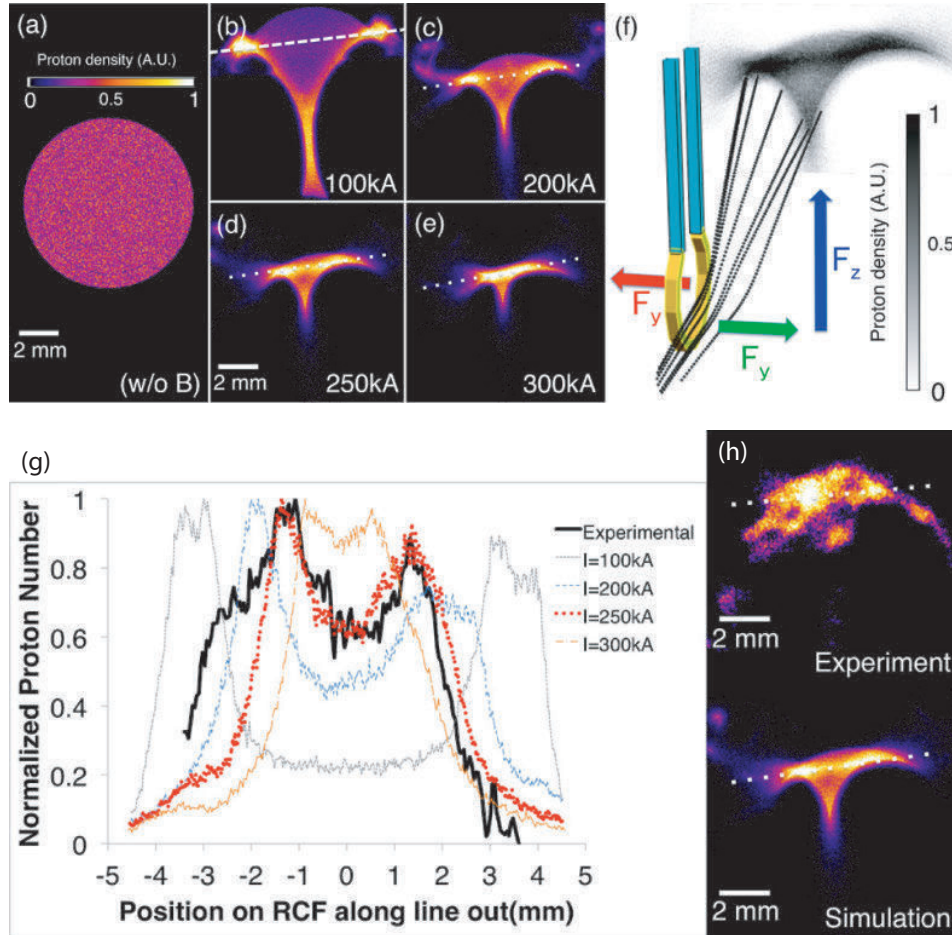 (a)
Proton density (A.U.)
0 0.5 1
2 mm
(w/o B)
(b)
100kA
(c)
200kA
(d)
2 mm
250kA
(e)
300kA
(f)
F_y
F_y
F_z
Proton density (A.U.)
1
0.5
0
(g)
Normalized Proton Number
1
0.8
0.6
0.4
0.2
0
Experimental
I=100kA
I=200kA
I=250kA
I=300kA
-5 -4 -3 -2 -1 0 1 2 3 4 5
Position on RCF along line out(mm)
(h)
2 mm
Experiment
2 mm
Simulation